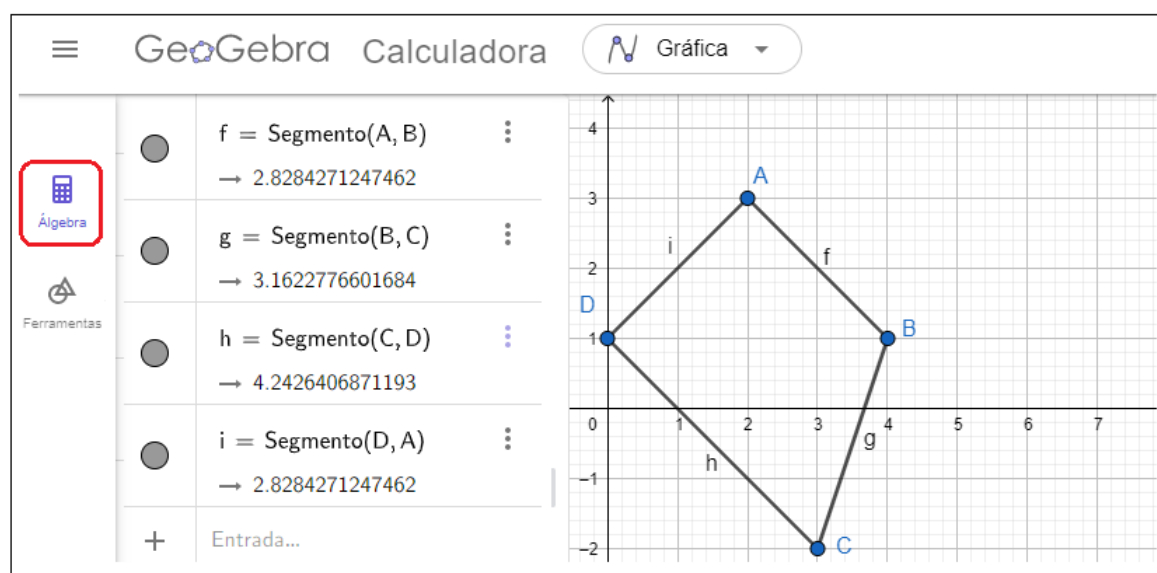 GeoGebra Calculadora Gráfica
Álgebra
Ferramentas
f = Segmento(A, B)
→ 2.8284271247462
g = Segmento(B, C)
→ 3.1622776601684
h = Segmento(C, D)
→ 4.2426406871193
i = Segmento(D, A)
→ 2.8284271247462
+ Entrada...
4
A
3
i
f
2
D
B
1
0 1 2 3 4 5 6 7
g
h
−1
−2
C